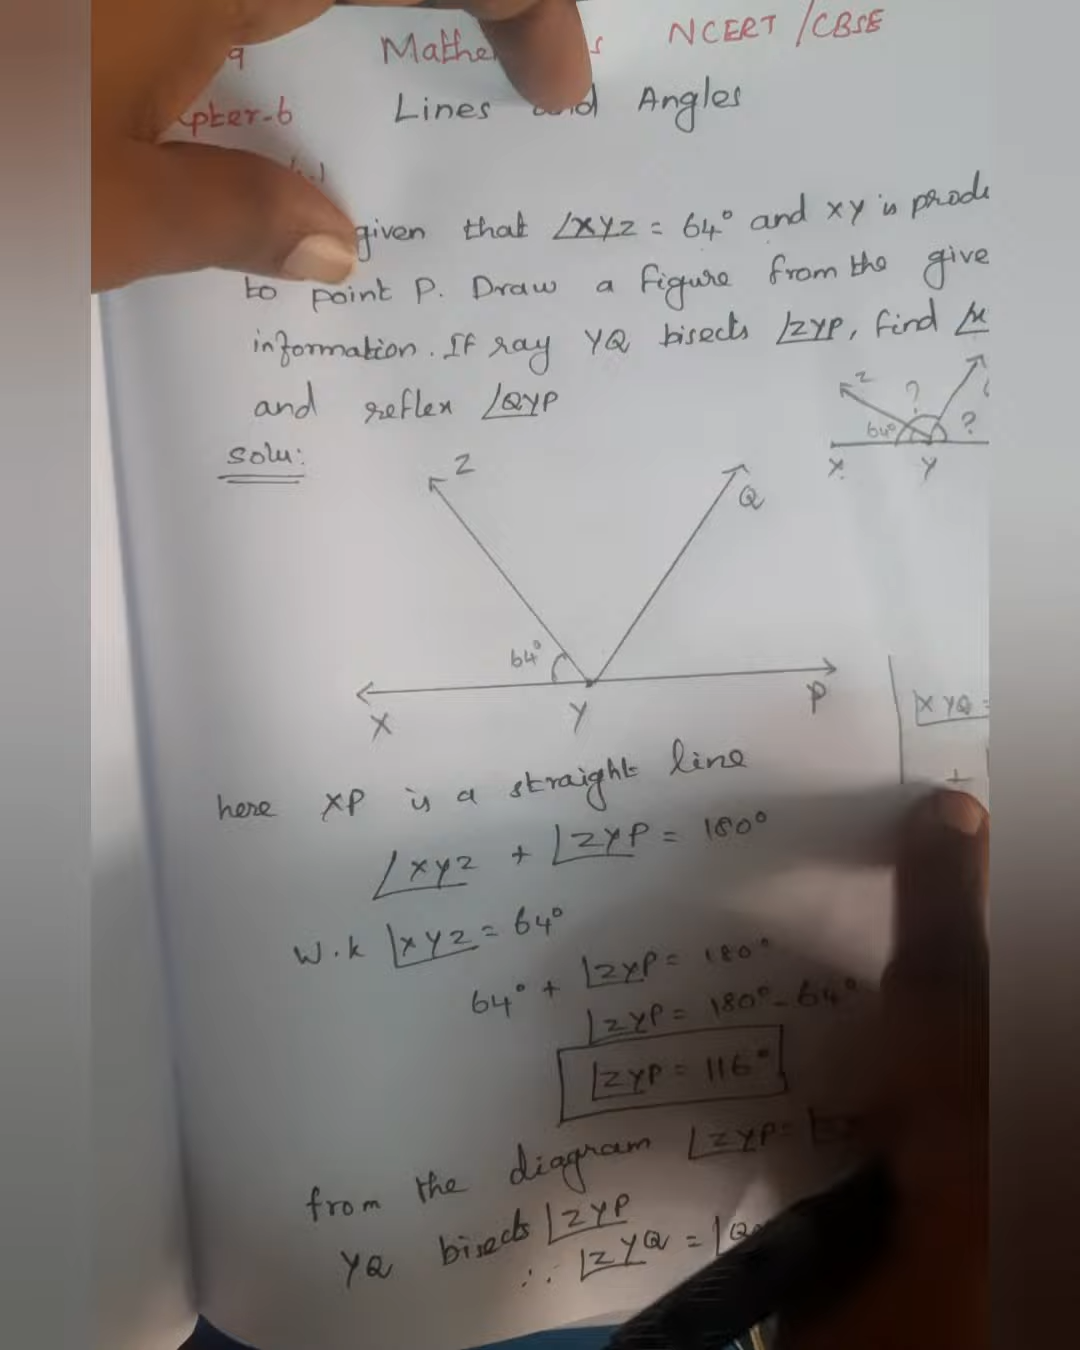 9 Mathe s NCERT / CBSE
pter-6 Lines and Angles
given that ∠XYZ = 64° and XY is produ
to point P. Draw a figure from the give
information. If ray YQ bisects ∠ZYP, find ∠X
and reflex ∠QYP
Solu:
Z
?
64°
?
X
Y
Z
Q
64°
X
Y
P
∠XYQ =
+
here XP is a straight line
∠XYZ + ∠ZYP = 180°
W.k ∠XYZ = 64°
64° + ∠ZYP = 180°
∠ZYP = 180° - 64°
∠ZYP = 116°
from the diagram ∠ZYP =
YQ bisects ∠ZYP
∴ ∠ZYQ = ∠Q